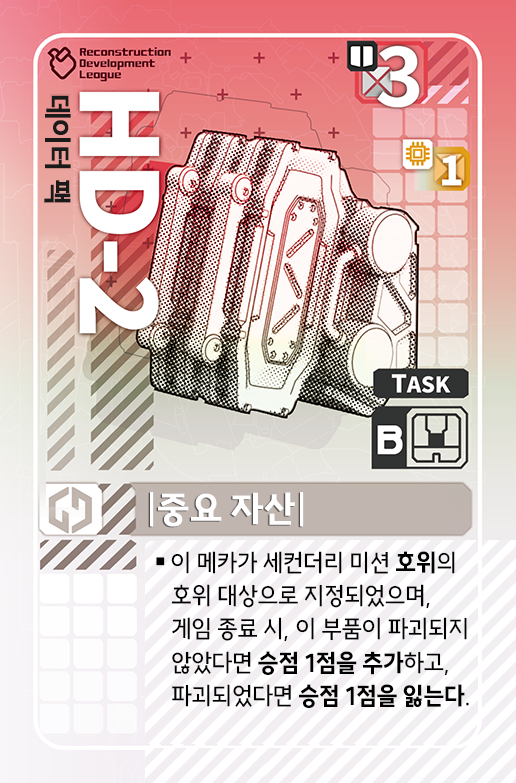 Reconstruction
Development
League
3
1
HD-2
데이터 팩
TASK
B
|중요 자산|
▪ 이 메카가 세컨더리 미션 호위의
호위 대상으로 지정되었으며,
게임 종료 시, 이 부품이 파괴되지
않았다면 승점 1점을 추가하고,
파괴되었다면 승점 1점을 잃는다.